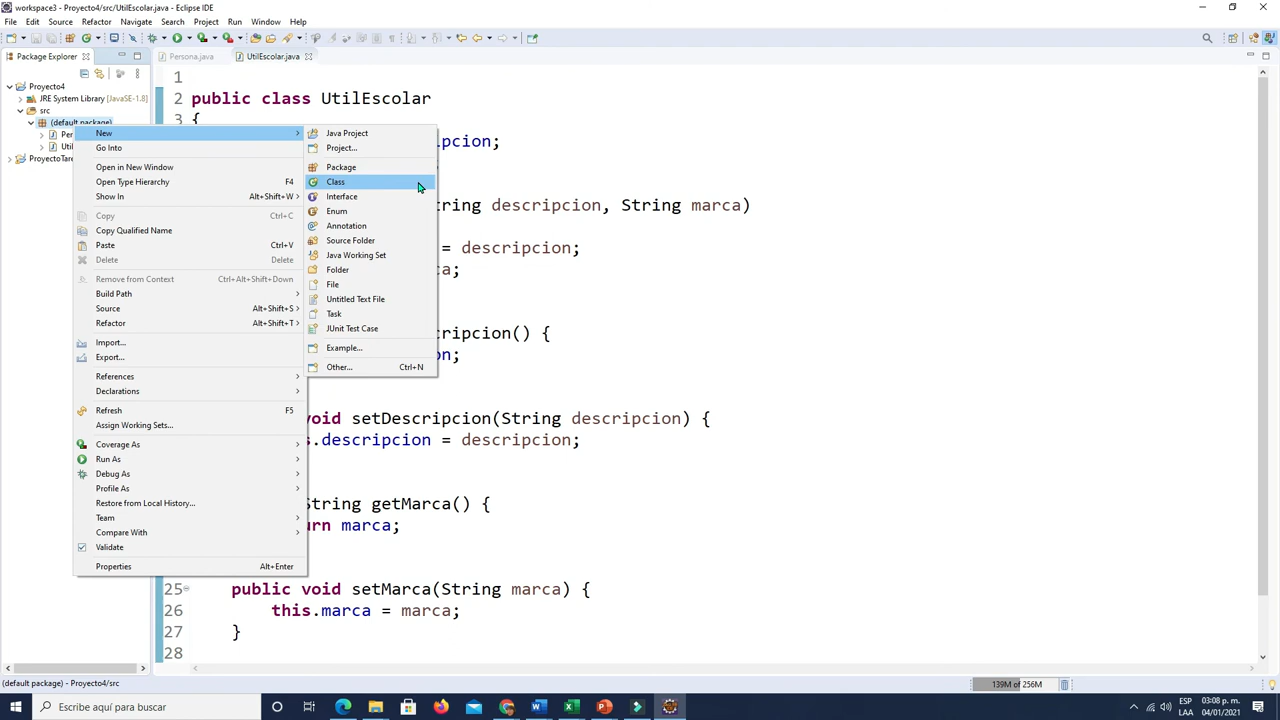 workspace3 - Proyecto4/src/UtilEscolar.java - Eclipse IDE
File Edit Source Refactor Navigate Search Project Run Window Help
Package Explorer
Persona.java
UtilEscolar.java
Proyecto4
JRE System Library [JavaSE-1.8]
src
(default package)
Per
Util
ProyectoTare
New
Go Into
Open in New Window
Open Type Hierarchy F4
Show In Alt+Shift+W
Copy Ctrl+C
Copy Qualified Name
Paste Ctrl+V
Delete Delete
Remove from Context Ctrl+Alt+Shift+Down
Build Path
Source Alt+Shift+S
Refactor Alt+Shift+T
Import...
Export...
References
Declarations
Refresh F5
Assign Working Sets...
Coverage As
Run As
Debug As
Profile As
Restore from Local History...
Team
Compare With
Validate
Properties Alt+Enter
Java Project
Project...
Package
Class
Interface
Enum
Annotation
Source Folder
Java Working Set
Folder
File
Untitled Text File
Task
JUnit Test Case
Example...
Other... Ctrl+N
1
2 public class UtilEscolar
3 {
pcion;
tring descripcion, String marca)
= descripcion;
ca;
cripcion() {
on;
void setDescripcion(String descripcion) {
s.descripcion = descripcion;
String getMarca() {
urn marca;
25 public void setMarca(String marca) {
26 this.marca = marca;
27 }
28
(default package) - Proyecto4/src
139M of 256M
Escribe aquí para buscar
ESP
LAA
03:08 p. m.
04/01/2021